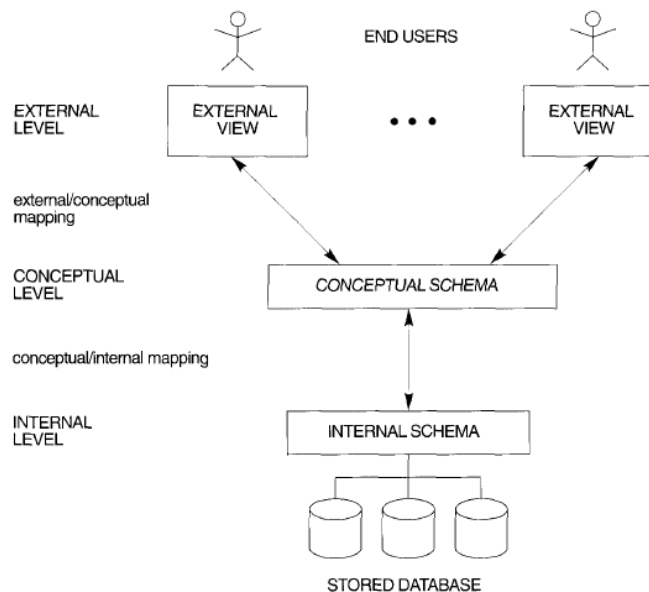 END USERS
EXTERNAL
LEVEL
EXTERNAL
VIEW
EXTERNAL
VIEW
external/conceptual
mapping
CONCEPTUAL
LEVEL
CONCEPTUAL SCHEMA
conceptual/internal mapping
INTERNAL
LEVEL
INTERNAL SCHEMA
STORED DATABASE